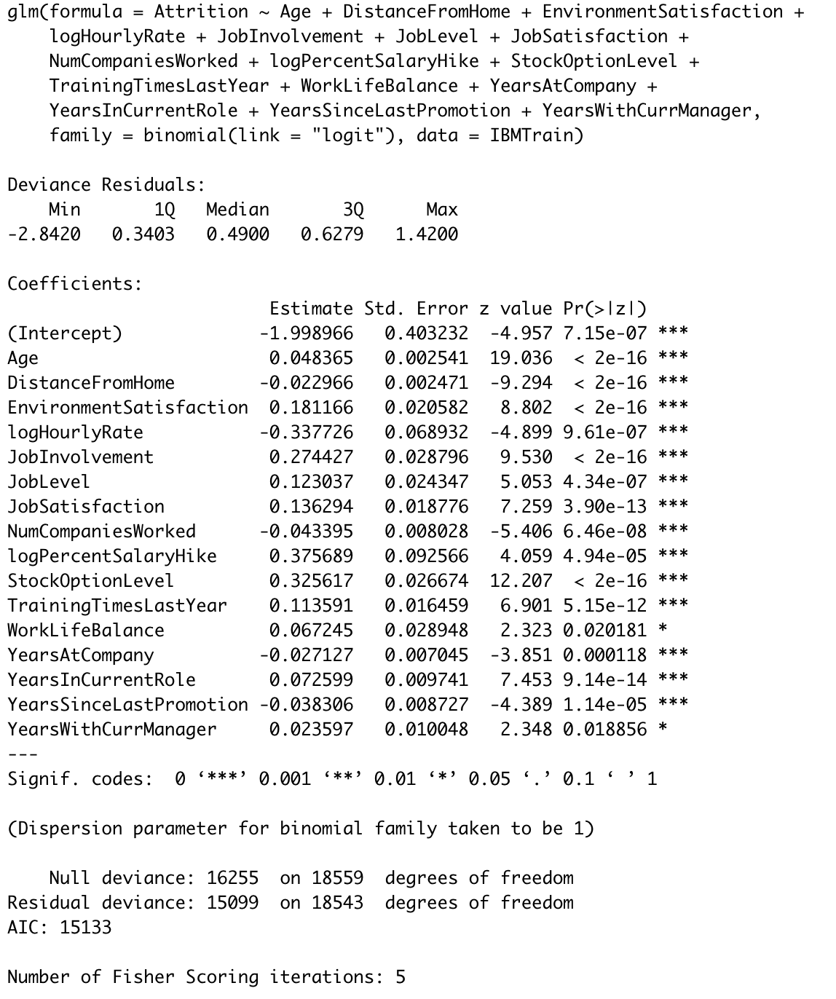 glm(formula = Attrition ~ Age + DistanceFromHome + EnvironmentSatisfaction +
    logHourlyRate + JobInvolvement + JobLevel + JobSatisfaction +
    NumCompaniesWorked + logPercentSalaryHike + StockOptionLevel +
    TrainingTimesLastYear + WorkLifeBalance + YearsAtCompany +
    YearsInCurrentRole + YearsSinceLastPromotion + YearsWithCurrManager,
    family = binomial(link = "logit"), data = IBMTrain)

Deviance Residuals:
    Min       1Q   Median       3Q      Max
-2.8420   0.3403   0.4900   0.6279   1.4200

Coefficients:
                         Estimate Std. Error z value Pr(>|z|)
(Intercept)             -1.998966   0.403232  -4.957 7.15e-07 ***
Age                      0.048365   0.002541  19.036  < 2e-16 ***
DistanceFromHome        -0.022966   0.002471  -9.294  < 2e-16 ***
EnvironmentSatisfaction  0.181166   0.020582   8.802  < 2e-16 ***
logHourlyRate           -0.337726   0.068932  -4.899 9.61e-07 ***
JobInvolvement           0.274427   0.028796   9.530  < 2e-16 ***
JobLevel                 0.123037   0.024347   5.053 4.34e-07 ***
JobSatisfaction          0.136294   0.018776   7.259 3.90e-13 ***
NumCompaniesWorked      -0.043395   0.008028  -5.406 6.46e-08 ***
logPercentSalaryHike     0.375689   0.092566   4.059 4.94e-05 ***
StockOptionLevel         0.325617   0.026674  12.207  < 2e-16 ***
TrainingTimesLastYear    0.113591   0.016459   6.901 5.15e-12 ***
WorkLifeBalance          0.067245   0.028948   2.323 0.020181 *
YearsAtCompany          -0.027127   0.007045  -3.851 0.000118 ***
YearsInCurrentRole       0.072599   0.009741   7.453 9.14e-14 ***
YearsSinceLastPromotion -0.038306   0.008727  -4.389 1.14e-05 ***
YearsWithCurrManager     0.023597   0.010048   2.348 0.018856 *
---
Signif. codes:  0 ‘***’ 0.001 ‘**’ 0.01 ‘*’ 0.05 ‘.’ 0.1 ‘ ’ 1

(Dispersion parameter for binomial family taken to be 1)

    Null deviance: 16255  on 18559  degrees of freedom
Residual deviance: 15099  on 18543  degrees of freedom
AIC: 15133

Number of Fisher Scoring iterations: 5